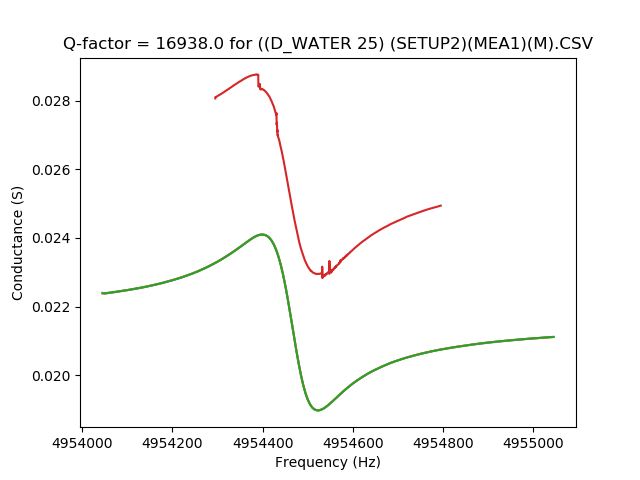 Q-factor = 16938.0 for ((D_WATER 25) (SETUP2)(MEA1)(M).CSV
0.028
0.026
0.024
0.022
0.020
Conductance (S)
4954000 4954200 4954400 4954600 4954800 4955000
Frequency (Hz)